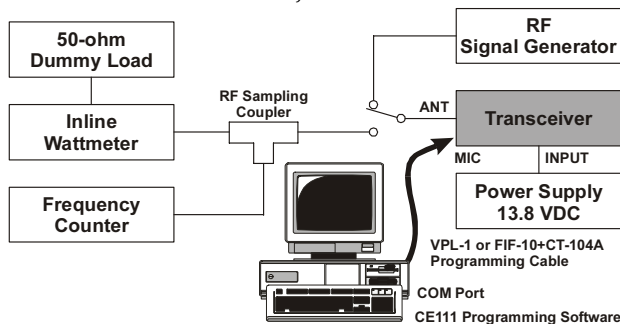 50-ohm
Dummy Load
RF
Signal Generator
RF Sampling
Coupler
ANT
Inline
Wattmeter
Transceiver
MIC
INPUT
Frequency
Counter
Power Supply
13.8 VDC
VPL-1 or FIF-10+CT-104A
Programming Cable
COM Port
CE111 Programming Software